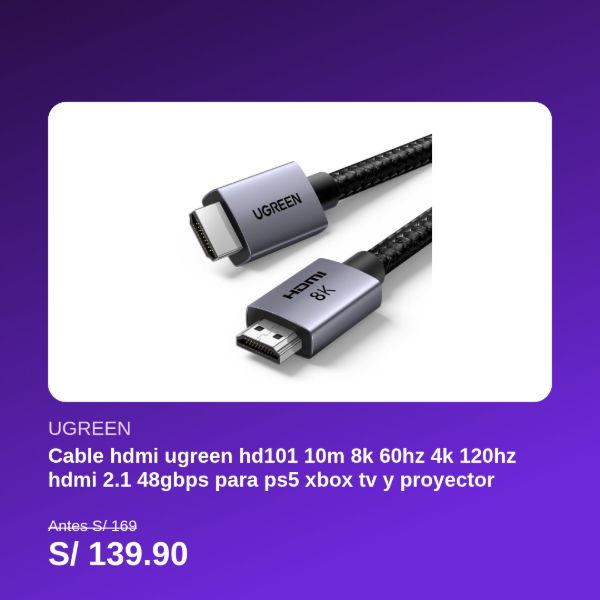 UGREEN
HDMI
8K
UGREEN
Cable hdmi ugreen hd101 10m 8k 60hz 4k 120hz
hdmi 2.1 48gbps para ps5 xbox tv y proyector
Antes S/ 169
S/ 139.90